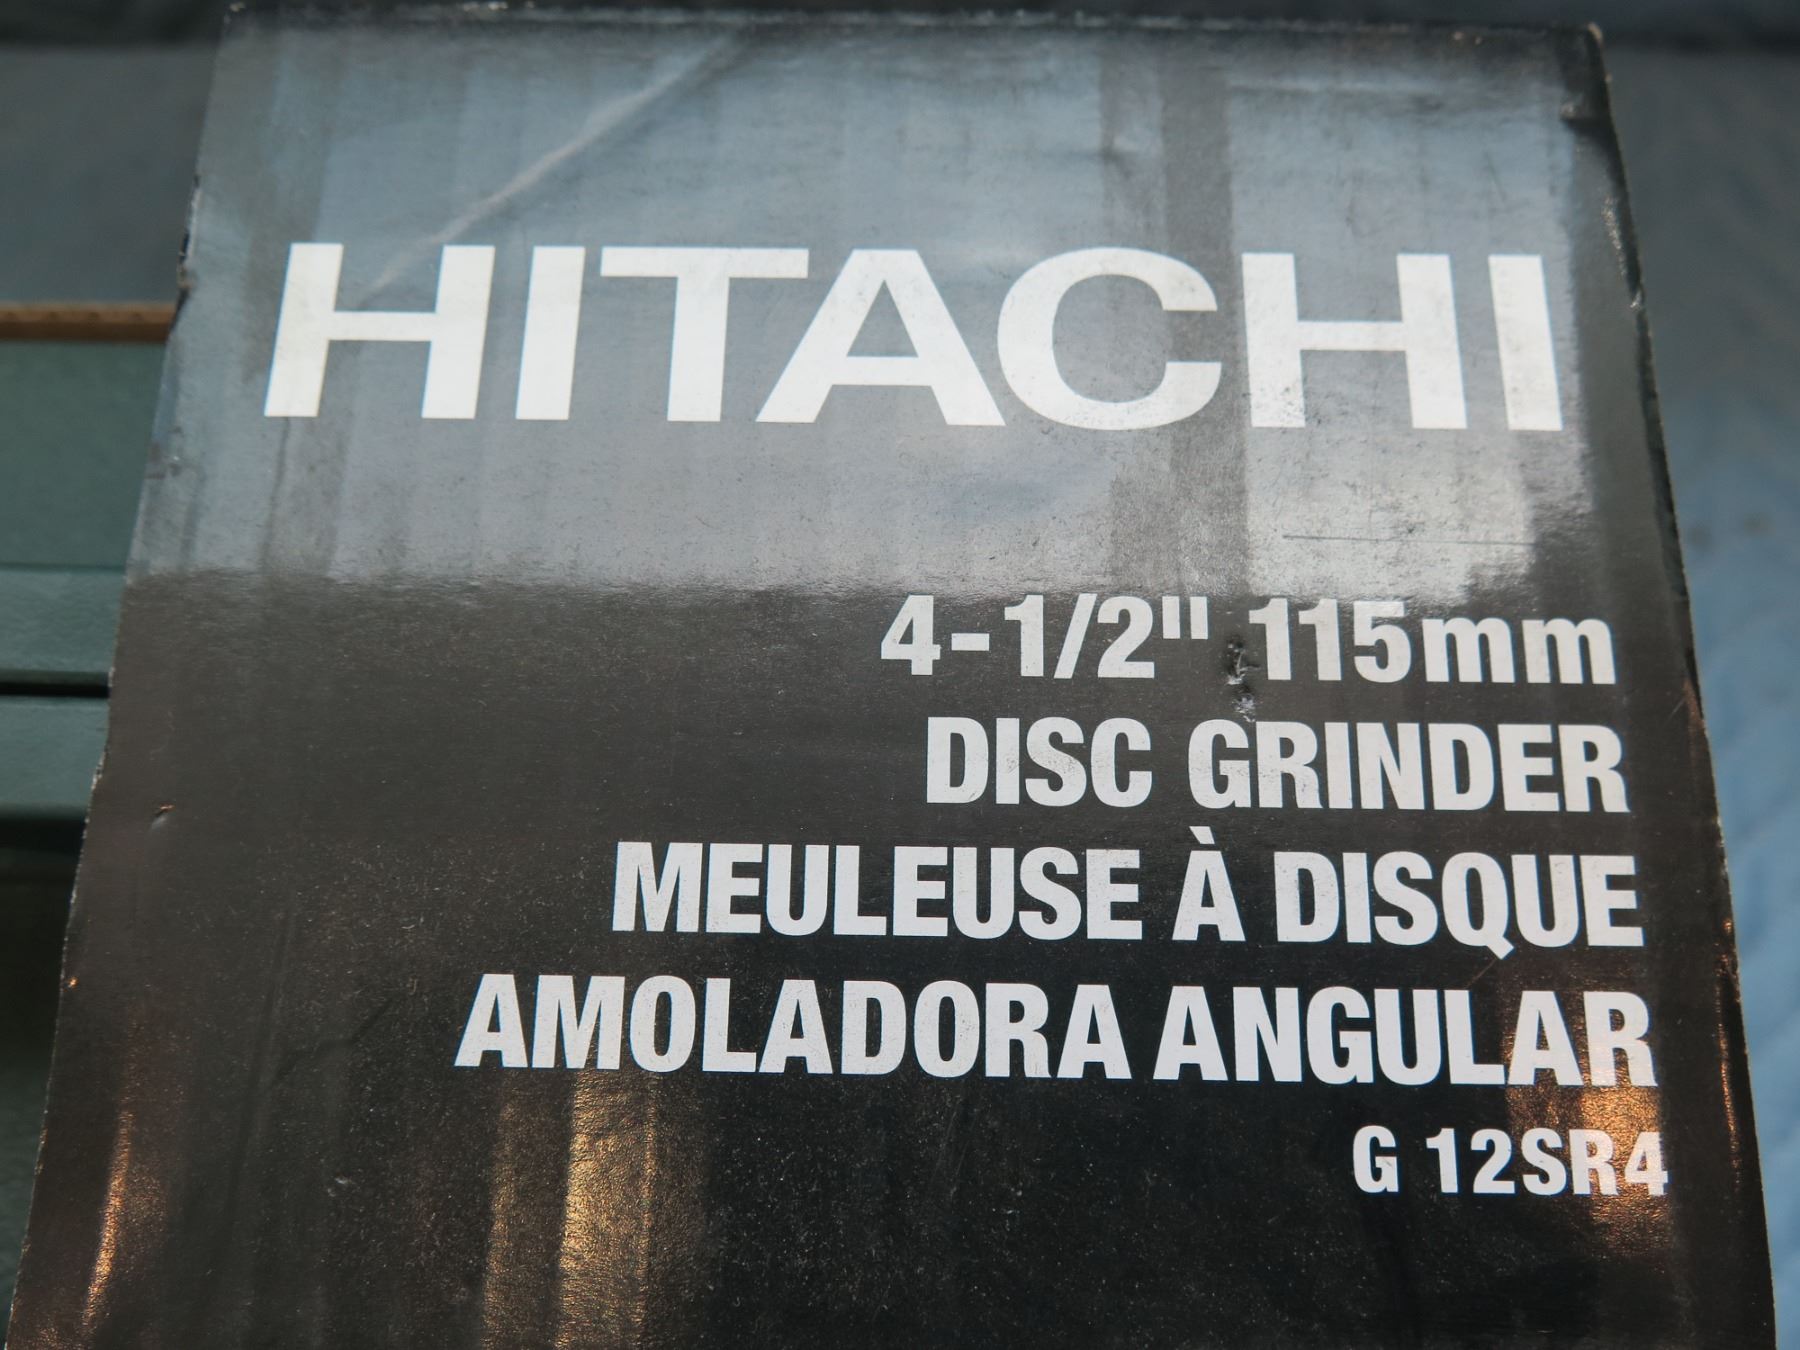 HITACHI
4-1/2" 115mm
DISC GRINDER
MEULEUSE À DISQUE
AMOLADORA ANGULAR
G 12SR4